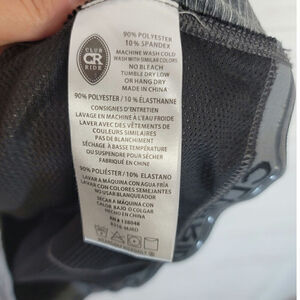 CLUB
CR
RIDE
90% POLYESTER
10% SPANDEX
MACHINE WASH COLD
WASH WITH SIMILAR COLORS
NO BLEACH
TUMBLE DRY LOW
OR HANG DRY
MADE IN CHINA
90% POLYESTER / 10% ÉLASTHANNE
CONSIGNES D'ENTRETIEN
LAVAGE EN MACHINE À L'EAU FROIDE
AVEC DES VÊTEMENTS DE
COULEURS SIMILAIRES
PAS DE BLANCHIMENT
SÉCHAGE À BASSE TEMPÉRATURE
OU SUSPENDRE POUR SÉCHER
FABRIQUÉ EN CHINE
90% POLIÉSTER / 10% ELASTANO
LAVAR A MÁQUINA CON AGUA FRÍA
LAVAR CON COLORES SEMEJANTES
NO USAR BLANQUEADOR
SECAR A MÁQUINA CON
CALOR BAJO O COLGAR
HECHO EN CHINA